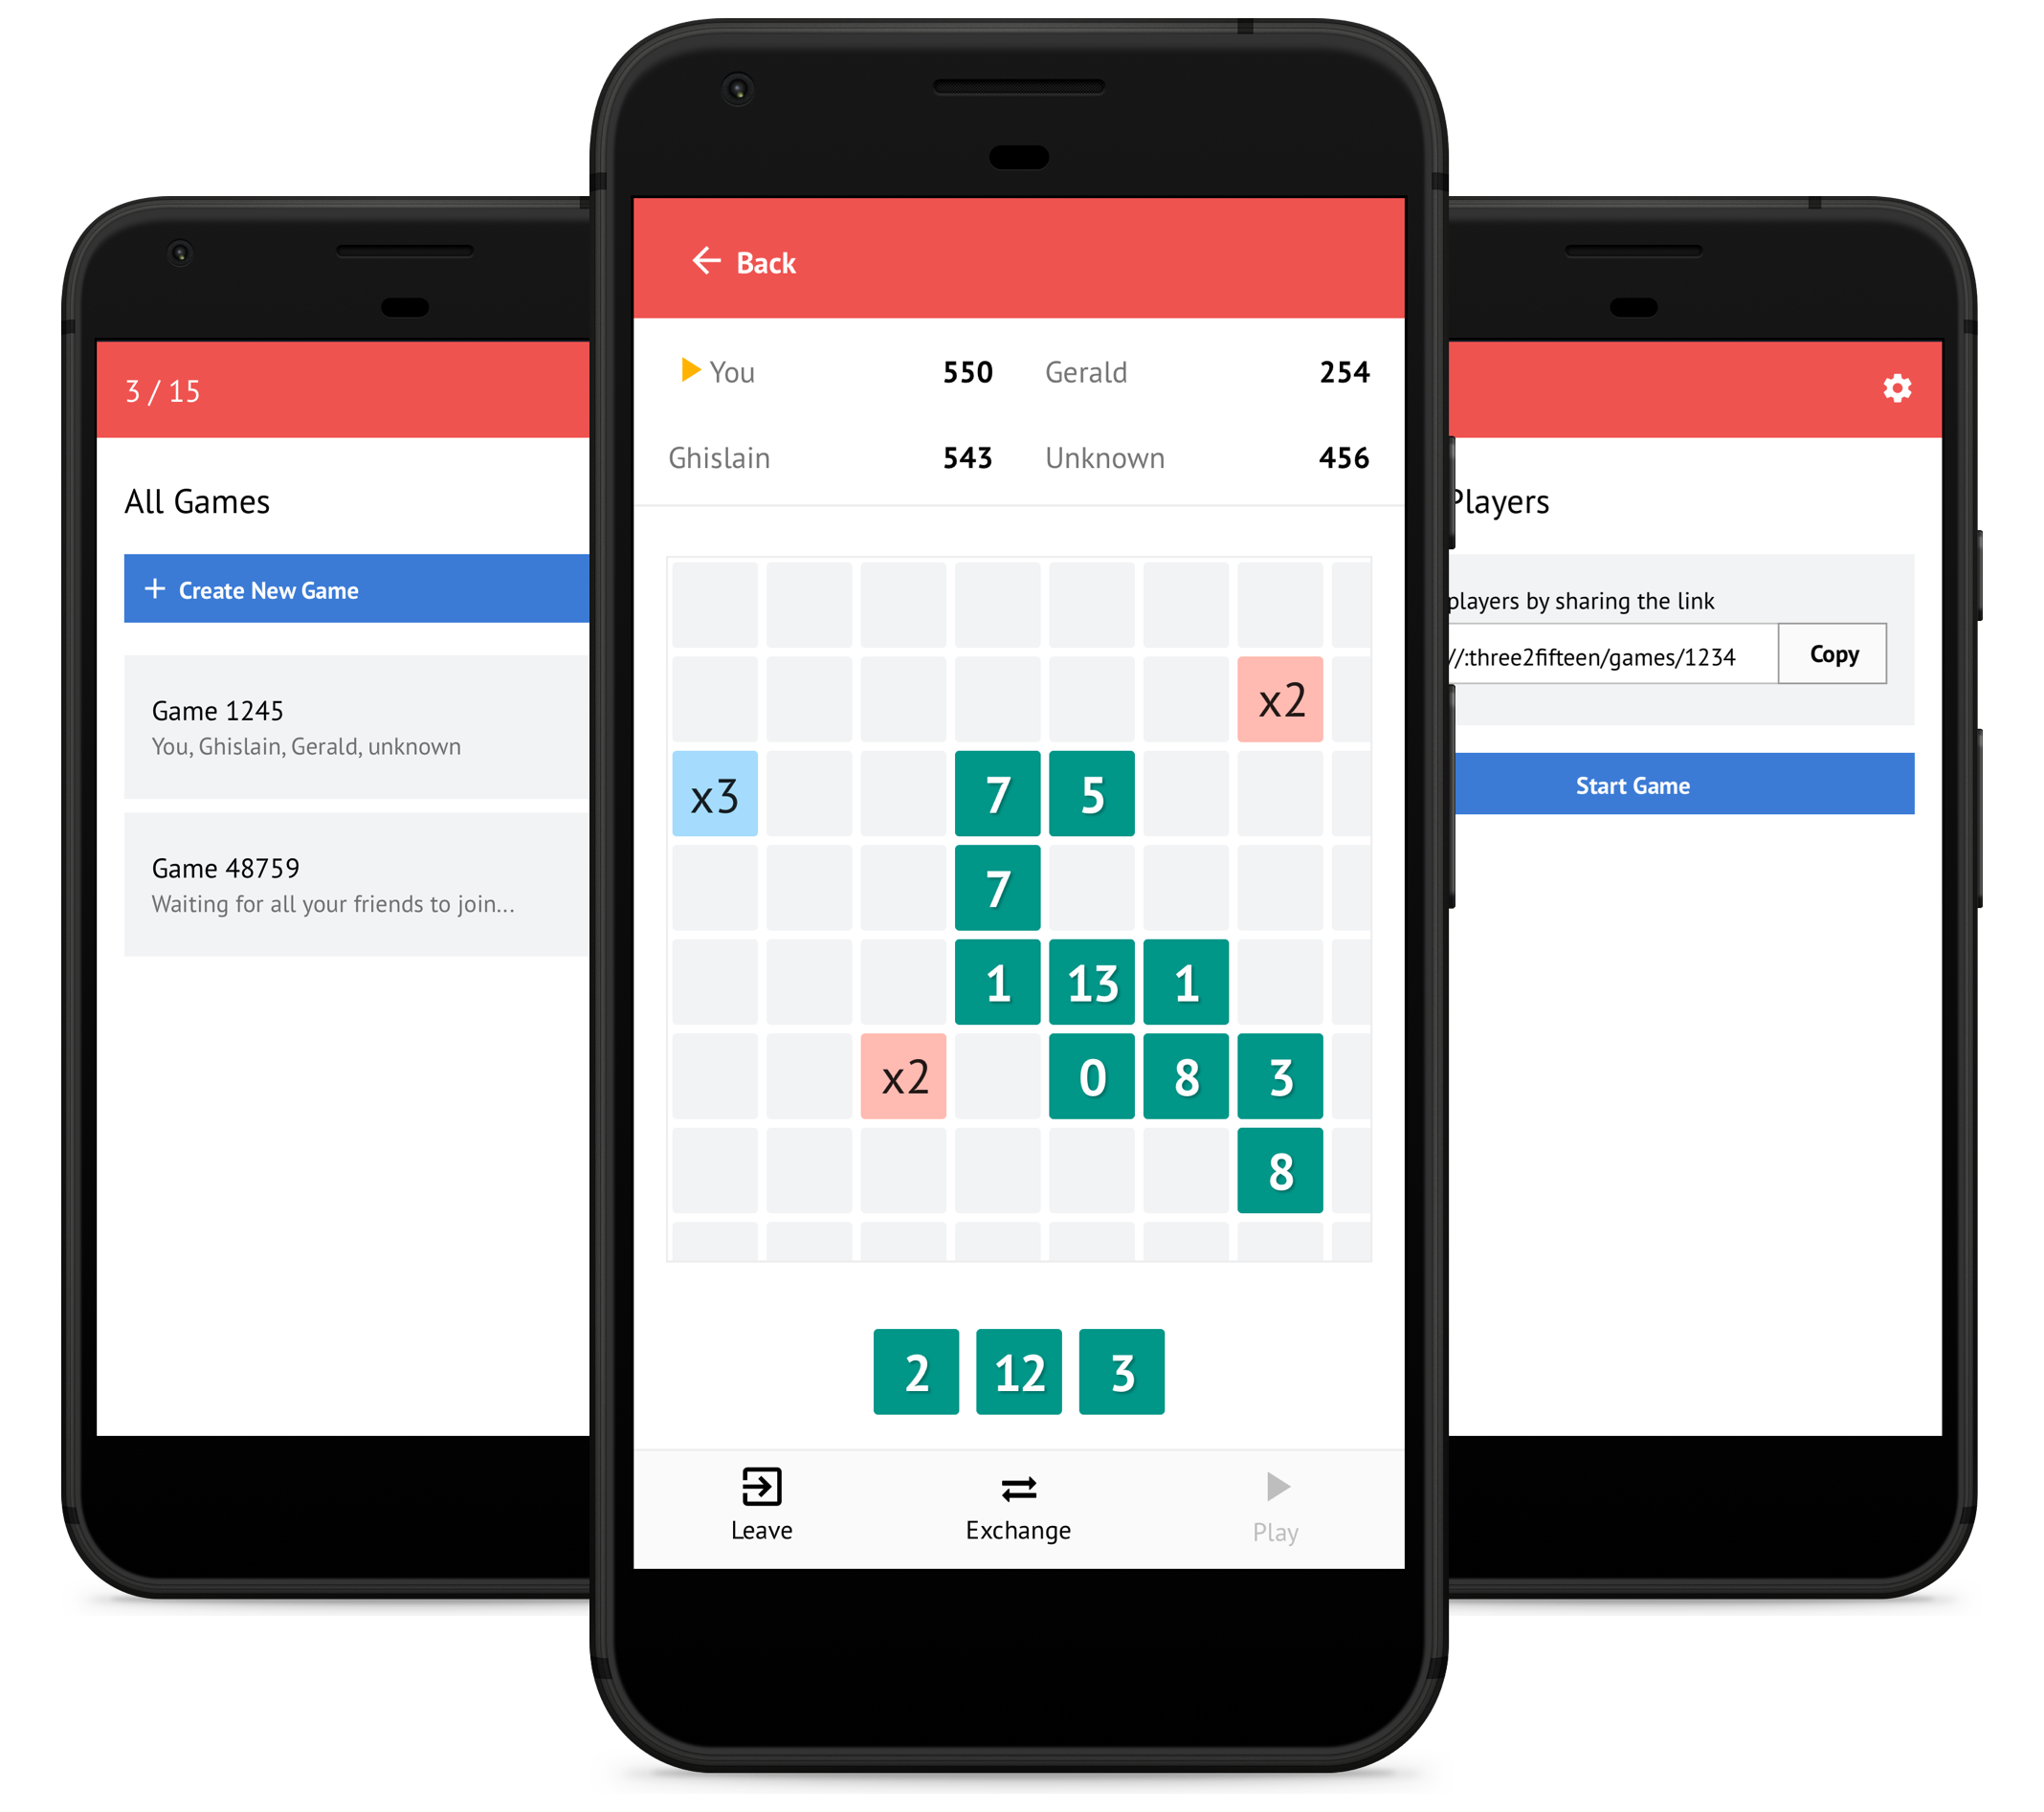 3 / 15
All Games
+ Create New Game
Game 1245
You, Ghislain, Gerald, unknown
Game 48759
Waiting for all your friends to join...
Back
You 550 Gerald 254
Ghislain 543 Unknown 456
x2
x3 7 5
7
1 13 1
x2 0 8 3
8
2 12 3
Leave Exchange Play
Players
players by sharing the link
//:three2fifteen/games/1234 Copy
Start Game